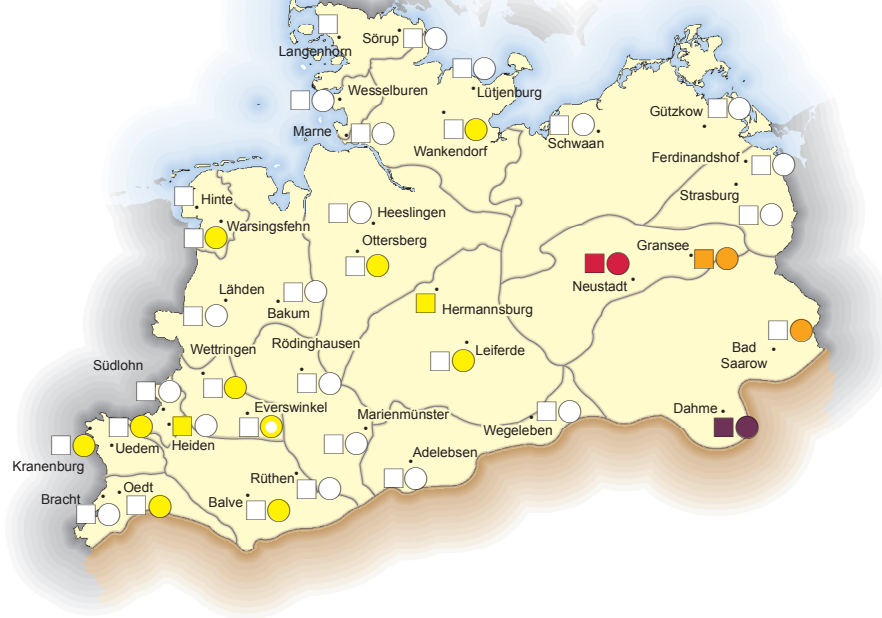 Sörup
Langenhorn
Wesselburen
Lütjenburg
Gützkow
Marne
Wankendorf
Schwaan
Ferdinandshof
Strasburg
Hinte
Heeslingen
Warsingsfehn
Ottersberg
Gransee
Neustadt
Lähden
Bakum
Hermannsburg
Rödinghausen
Wettringen
Leiferde
Bad
Saarow
Südlohn
Everswinkel
Marienmünster
Dahme
Wegeleben
Heiden
Uedem
Kranenburg
Adelebsen
Rüthen
Oedt
Bracht
Balve